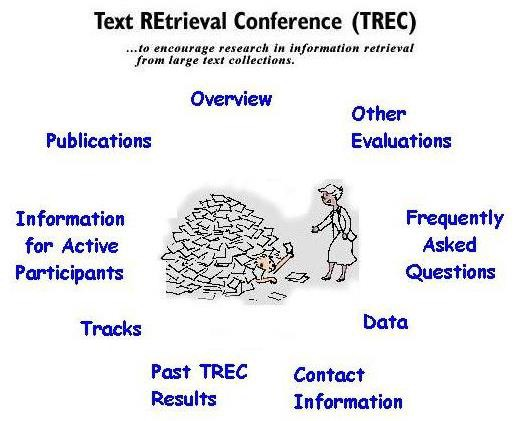 Text REtrieval Conference (TREC)
...to encourage research in information retrieval
from large text collections.
Overview
Other
Evaluations
Publications
Information
for Active
Participants
Frequently
Asked
Questions
Tracks
Data
Past TREC
Results
Contact
Information